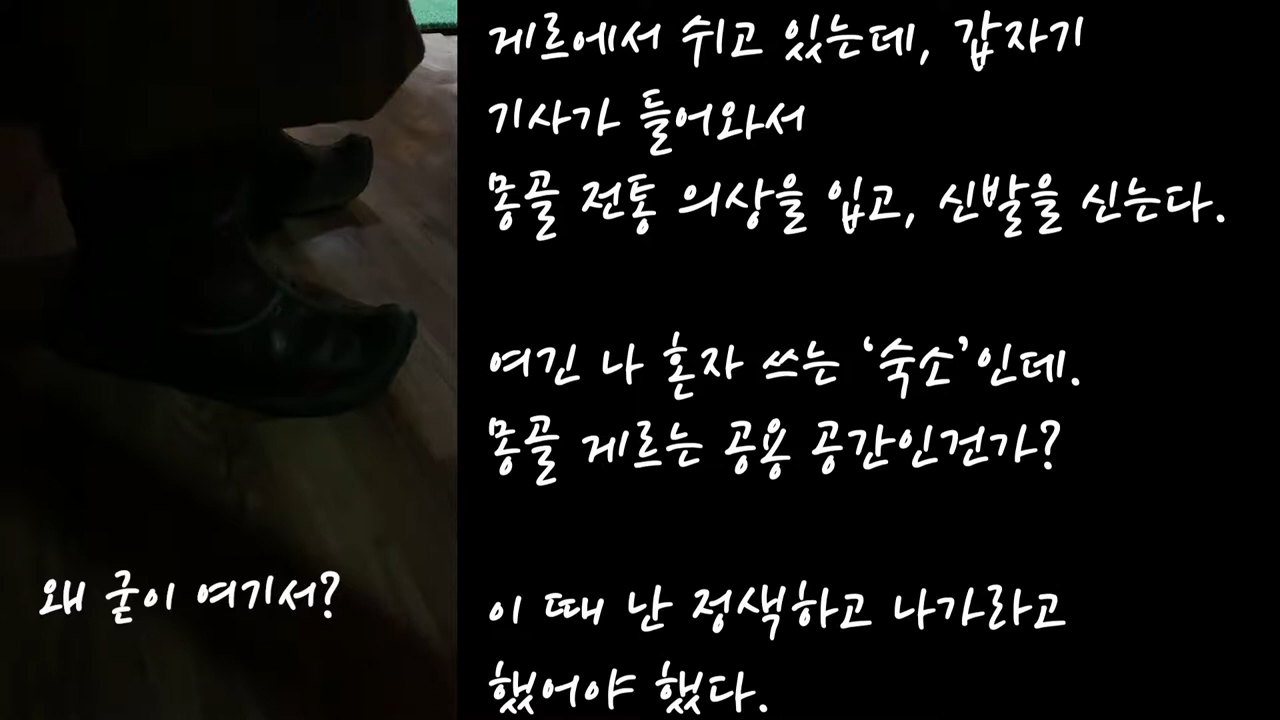 게르에서 쉬고 있는데, 갑자기
기사가 들어와서
몽골 전통 의상을 입고, 신발을 신는다.
여긴 나 혼자 쓰는 ‘숙소’인데.
몽골 게르는 공용 공간인건가?
이 때 난 정색하고 나가라고
했어야 했다.
왜 굳이 여기서?